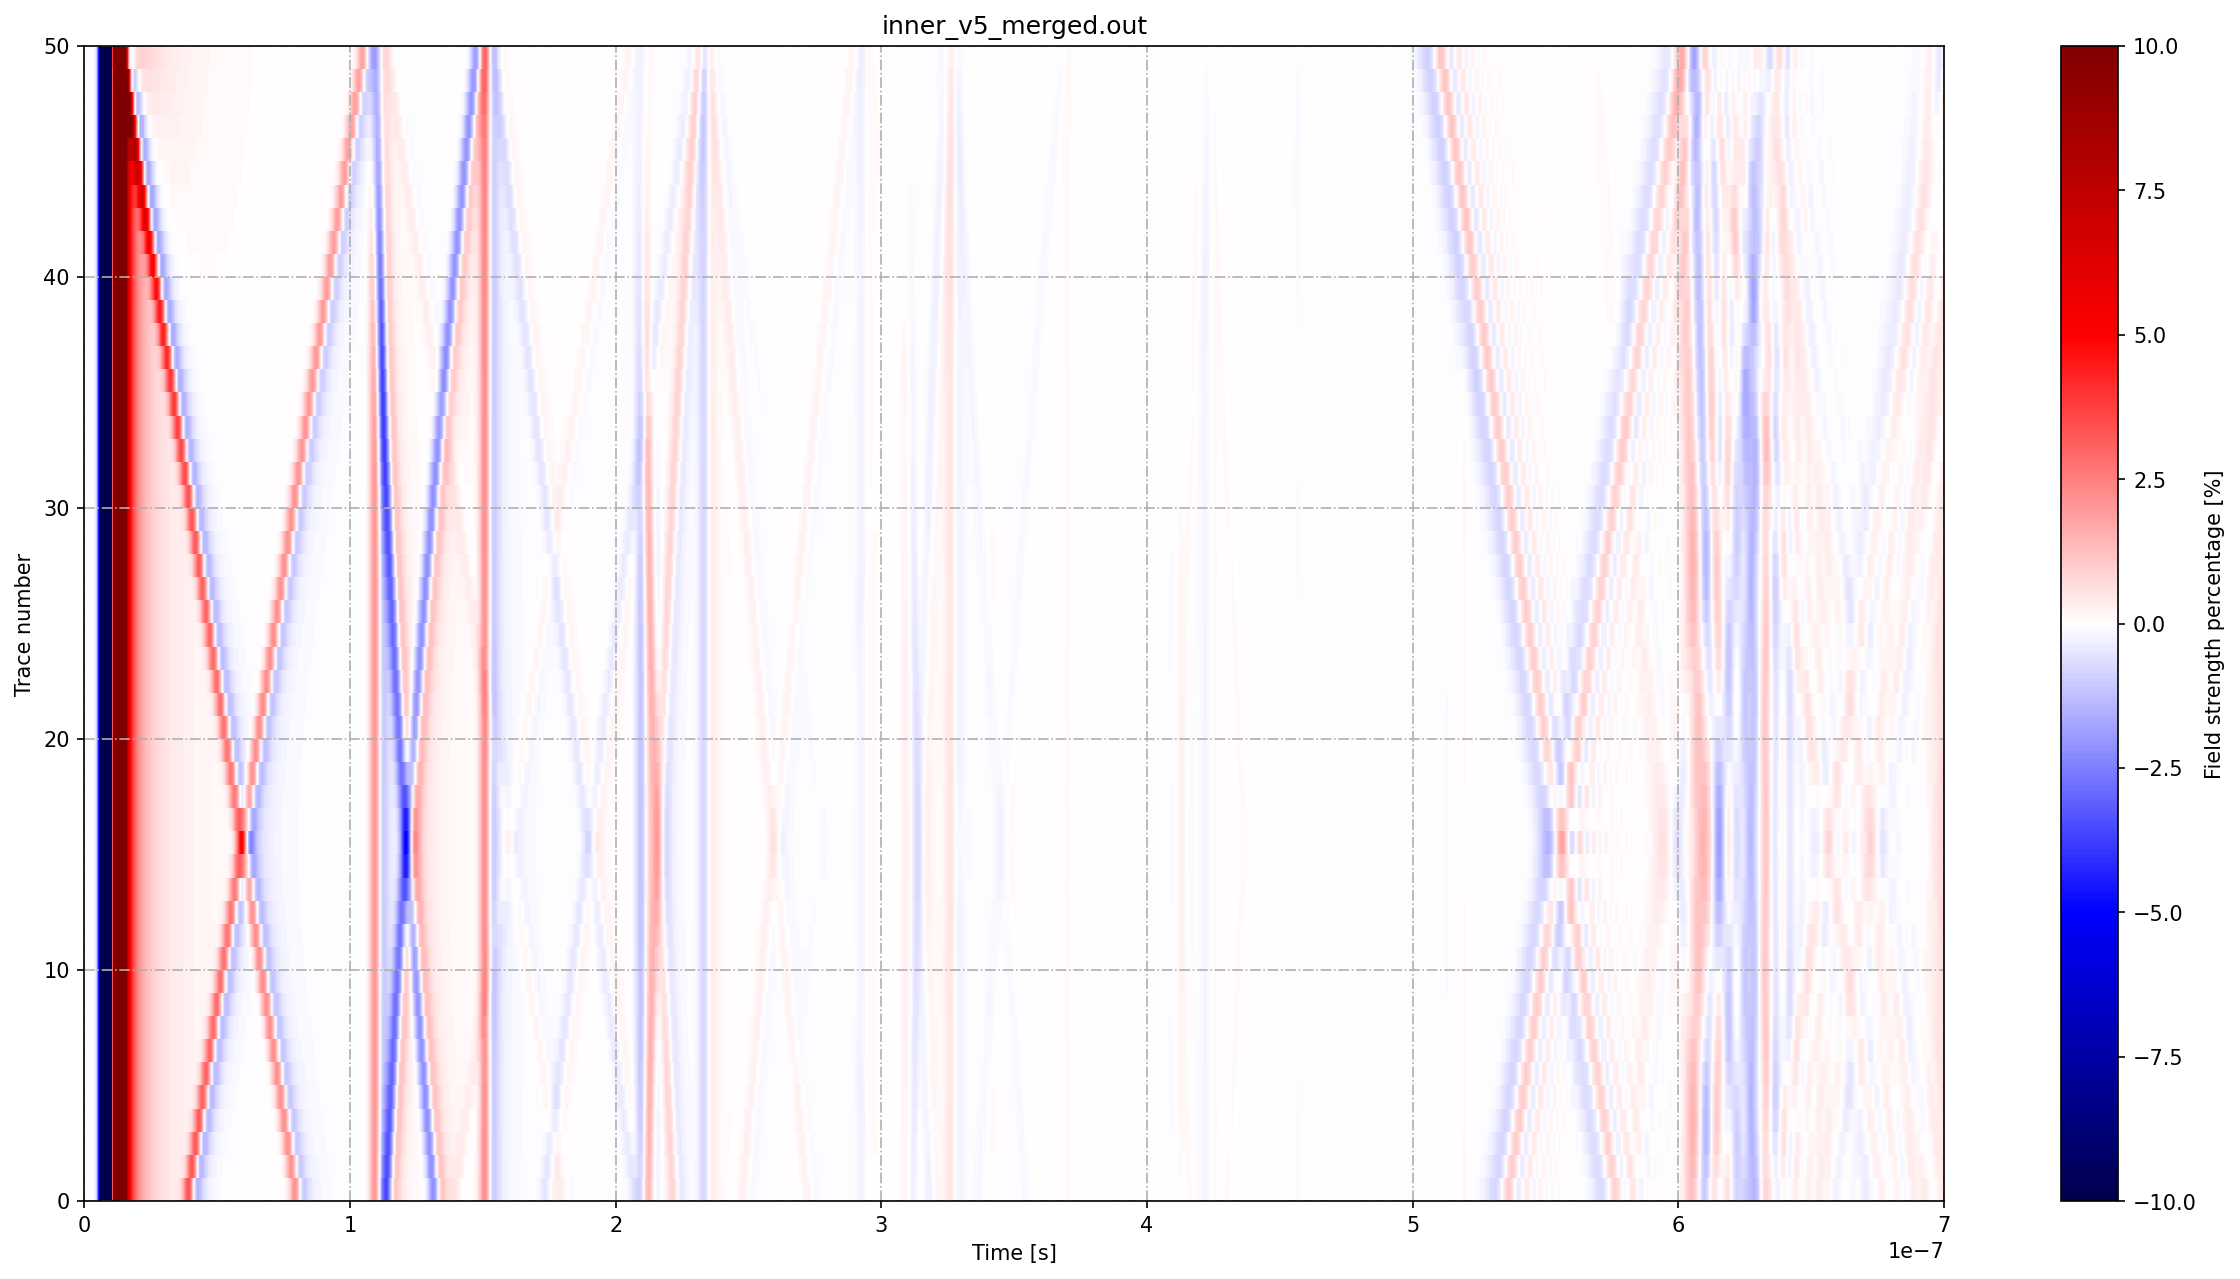 inner_v5_merged.out
50
40
30
20
10
0
Trace number
0 1 2 3 4 5 6 7
1e−7
Time [s]
10.0
7.5
5.0
2.5
0.0
−2.5
−5.0
−7.5
−10.0
Field strength percentage [%]